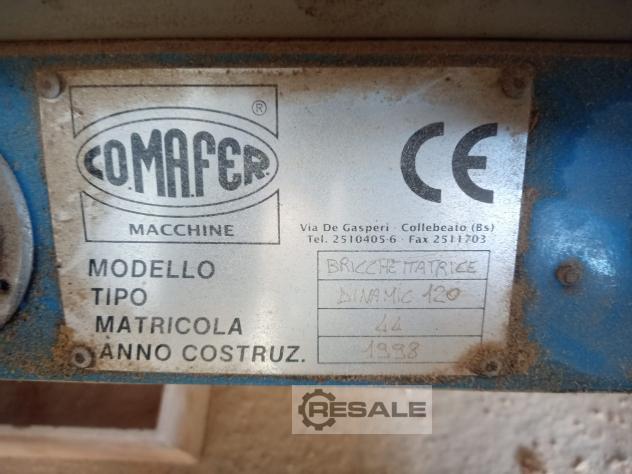 CO.MA.FER.®
MACCHINE
CE
Via De Gasperi · Collebeato (Bs)
Tel. 2510405-6 · Fax 2511703
MODELLO BRICCHETTATRICE
TIPO DINAMIC 120
MATRICOLA 44
ANNO COSTRUZ. 1998
RESALE